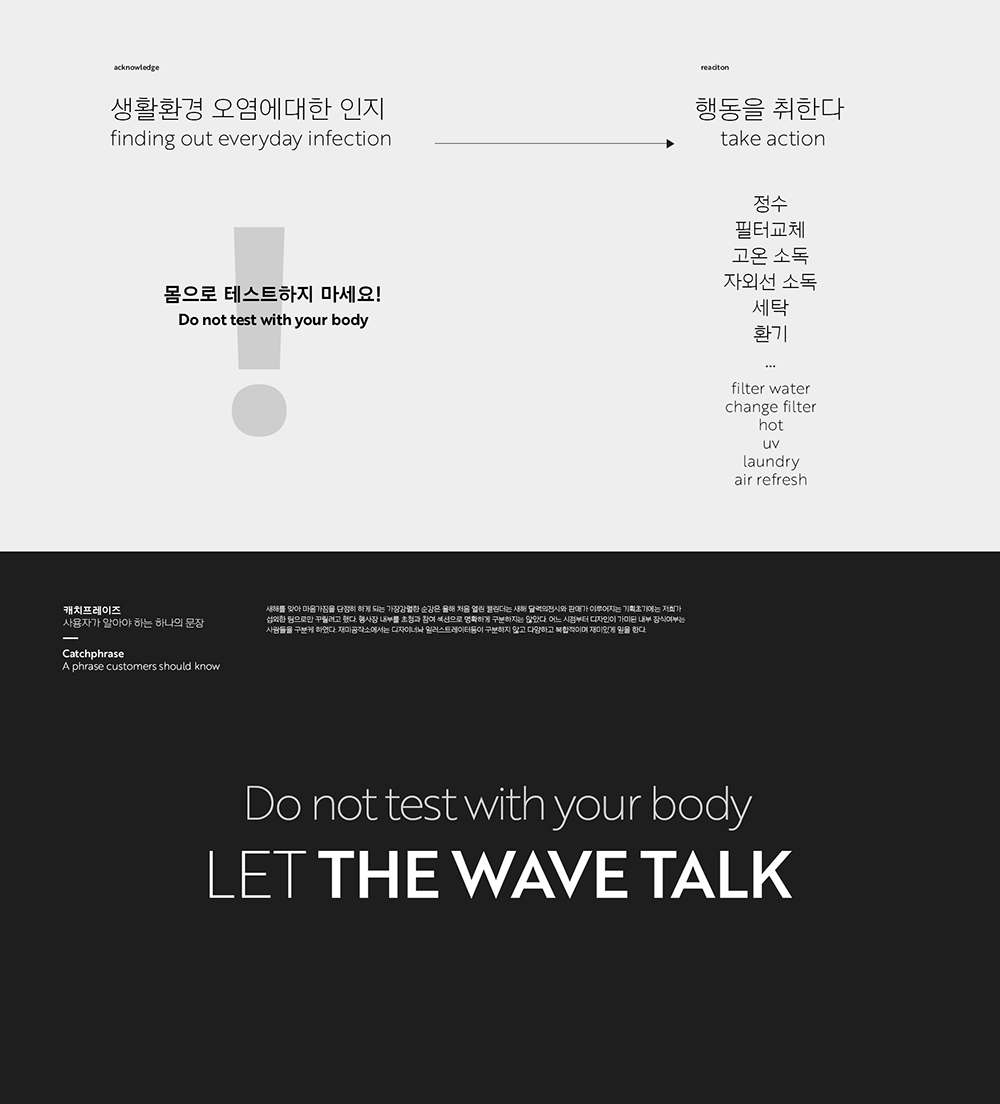 acknowledge
생활환경 오염에대한 인지
finding out everyday infection
몸으로 테스트하지 마세요!
Do not test with your body
reaciton
행동을 취한다
take action
정수
필터교체
고온 소독
자외선 소독
세탁
환기
...
filter water
change filter
hot
uv
laundry
air refresh
캐치프레이즈
사용자가 알아야 하는 하나의 문장
Catchphrase
A phrase customers should know
새해를 맞아 마음가짐을 단정히 하게 되는 가장강렬한 순간은 올해 처음 열린 캘린더는 새해 달력의전시와 판매가 이루어지는 기획초기에는 저희가
섭외한 팀으로만 꾸릴려고 했다. 행사장 내부를 초청과 참여 섹션으로 명확하게 구분하지는 않았다. 어느 시점부터 디자인이 가미된 내부 장식여부는
사람들을 구분케 하였다. 재미공작소에서는 디자이너나 일러스트레이터등이 구분하지 않고 다양하고 복합적이며 재미있게 일을 한다.
Do not test with your body
LET THE WAVE TALK